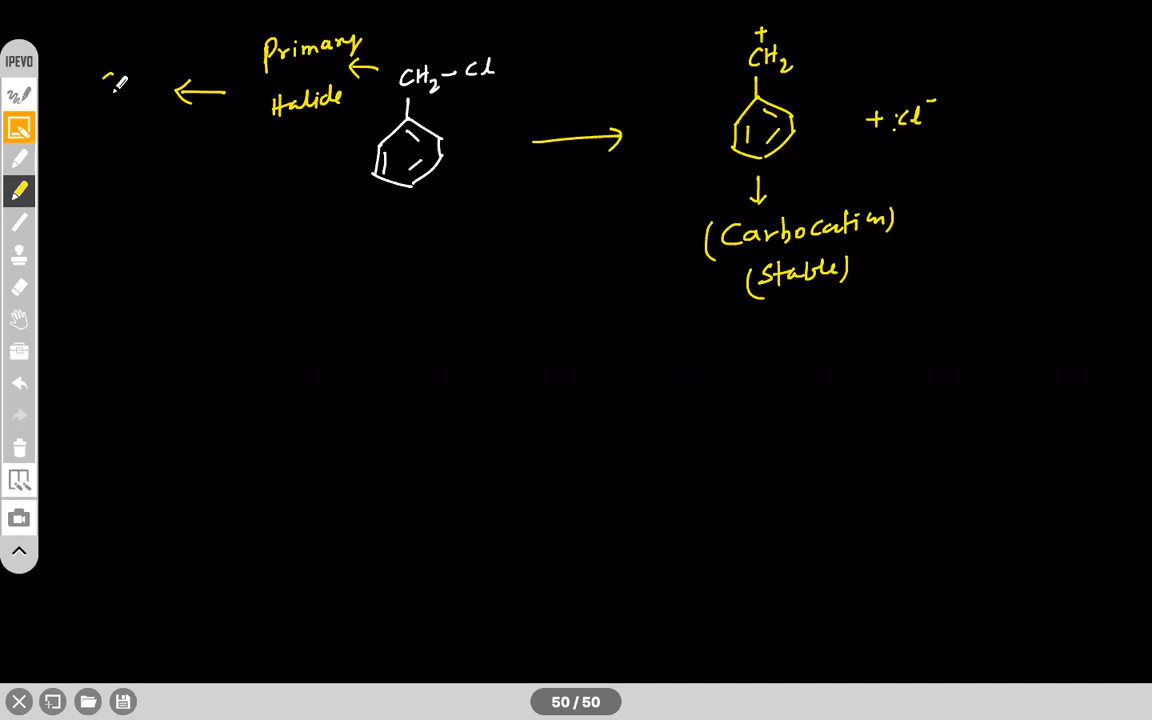 IPEVO
Primary
Halide
CH2-Cl
+
CH2
+ :Cl-
(Carbocation)
(Stable)
50 / 50